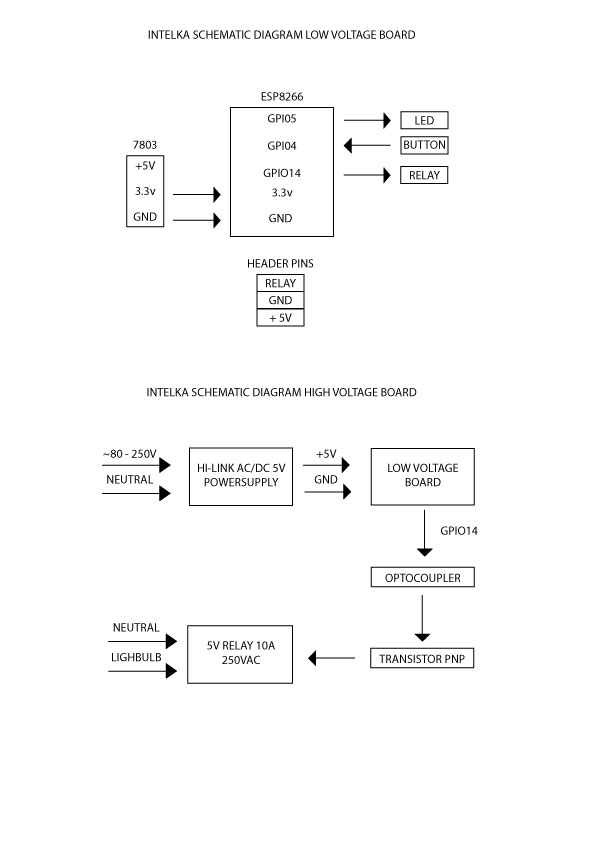 INTELKA SCHEMATIC DIAGRAM LOW VOLTAGE BOARD
ESP8266
GPI05
LED
7803
GPI04
BUTTON
+5V
GPIO14
RELAY
3.3v
3.3v
GND
GND
HEADER PINS
RELAY
GND
+ 5V
INTELKA SCHEMATIC DIAGRAM HIGH VOLTAGE BOARD
~80 - 250V
NEUTRAL
HI-LINK AC/DC 5V
POWERSUPPLY
+5V
GND
LOW VOLTAGE
BOARD
GPIO14
OPTOCOUPLER
NEUTRAL
LIGHBULB
5V RELAY 10A
250VAC
TRANSISTOR PNP